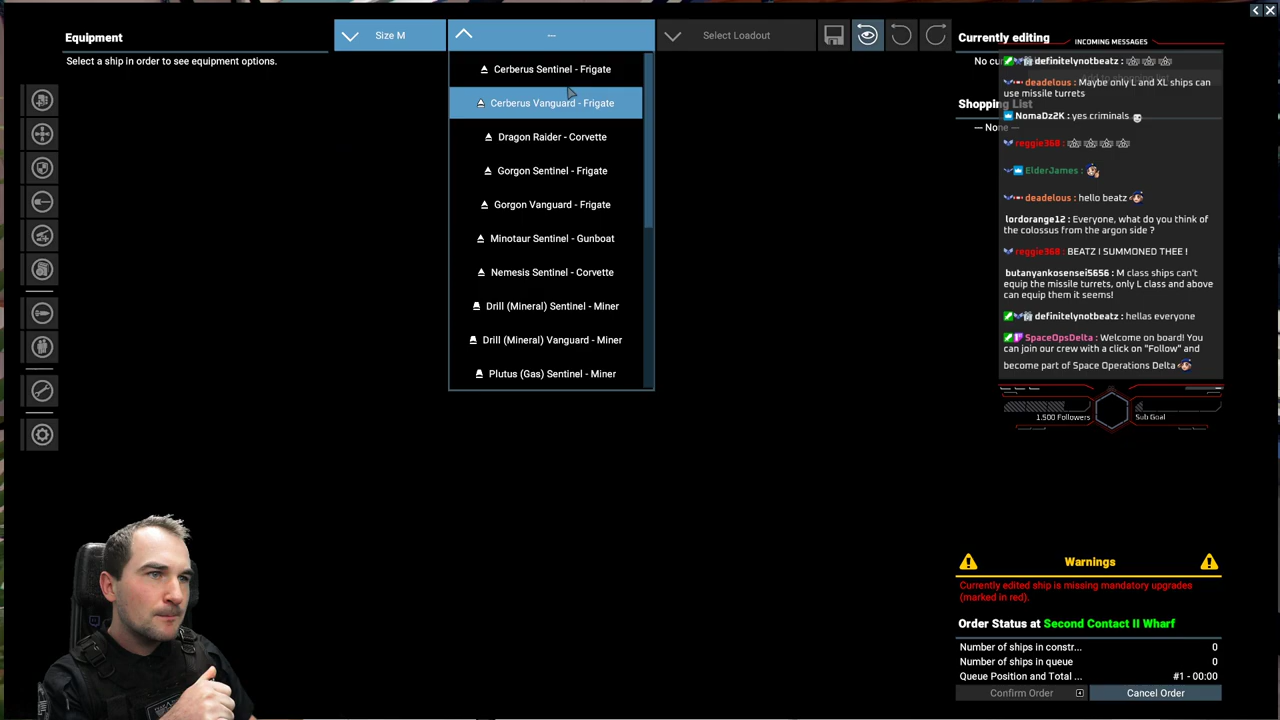 Equipment
Select a ship in order to see equipment options.
Size M
---
Select Loadout
Cerberus Sentinel - Frigate
Cerberus Vanguard - Frigate
Dragon Raider - Corvette
Gorgon Sentinel - Frigate
Gorgon Vanguard - Frigate
Minotaur Sentinel - Gunboat
Nemesis Sentinel - Corvette
Drill (Mineral) Sentinel - Miner
Drill (Mineral) Vanguard - Miner
Plutus (Gas) Sentinel - Miner
Currently editing
No cu
Shopping List
-- None --
INCOMING MESSAGES
definitelynotbeatz :
deadelous : Maybe only L and XL ships can
use missile turrets
NomaDz2K : yes criminals
reggie368 :
ElderJames :
deadelous : hello beatz
lordorange12 : Everyone, what do you think of
the colossus from the argon side ?
reggie368 : BEATZ I SUMMONED THEE !
butanyankosensei5656 : M class ships can't
equip the missile turrets, only L class and above
can equip them it seems!
definitelynotbeatz : hellas everyone
SpaceOpsDelta : Welcome on board! You
can join our crew with a click on "Follow" and
become part of Space Operations Delta
1.500 Followers
Sub Goal
Warnings
Currently edited ship is missing mandatory upgrades
(marked in red).
Order Status at Second Contact II Wharf
Number of ships in constr... 0
Number of ships in queue 0
Queue Position and Total ... #1 - 00:00
Confirm Order
Cancel Order